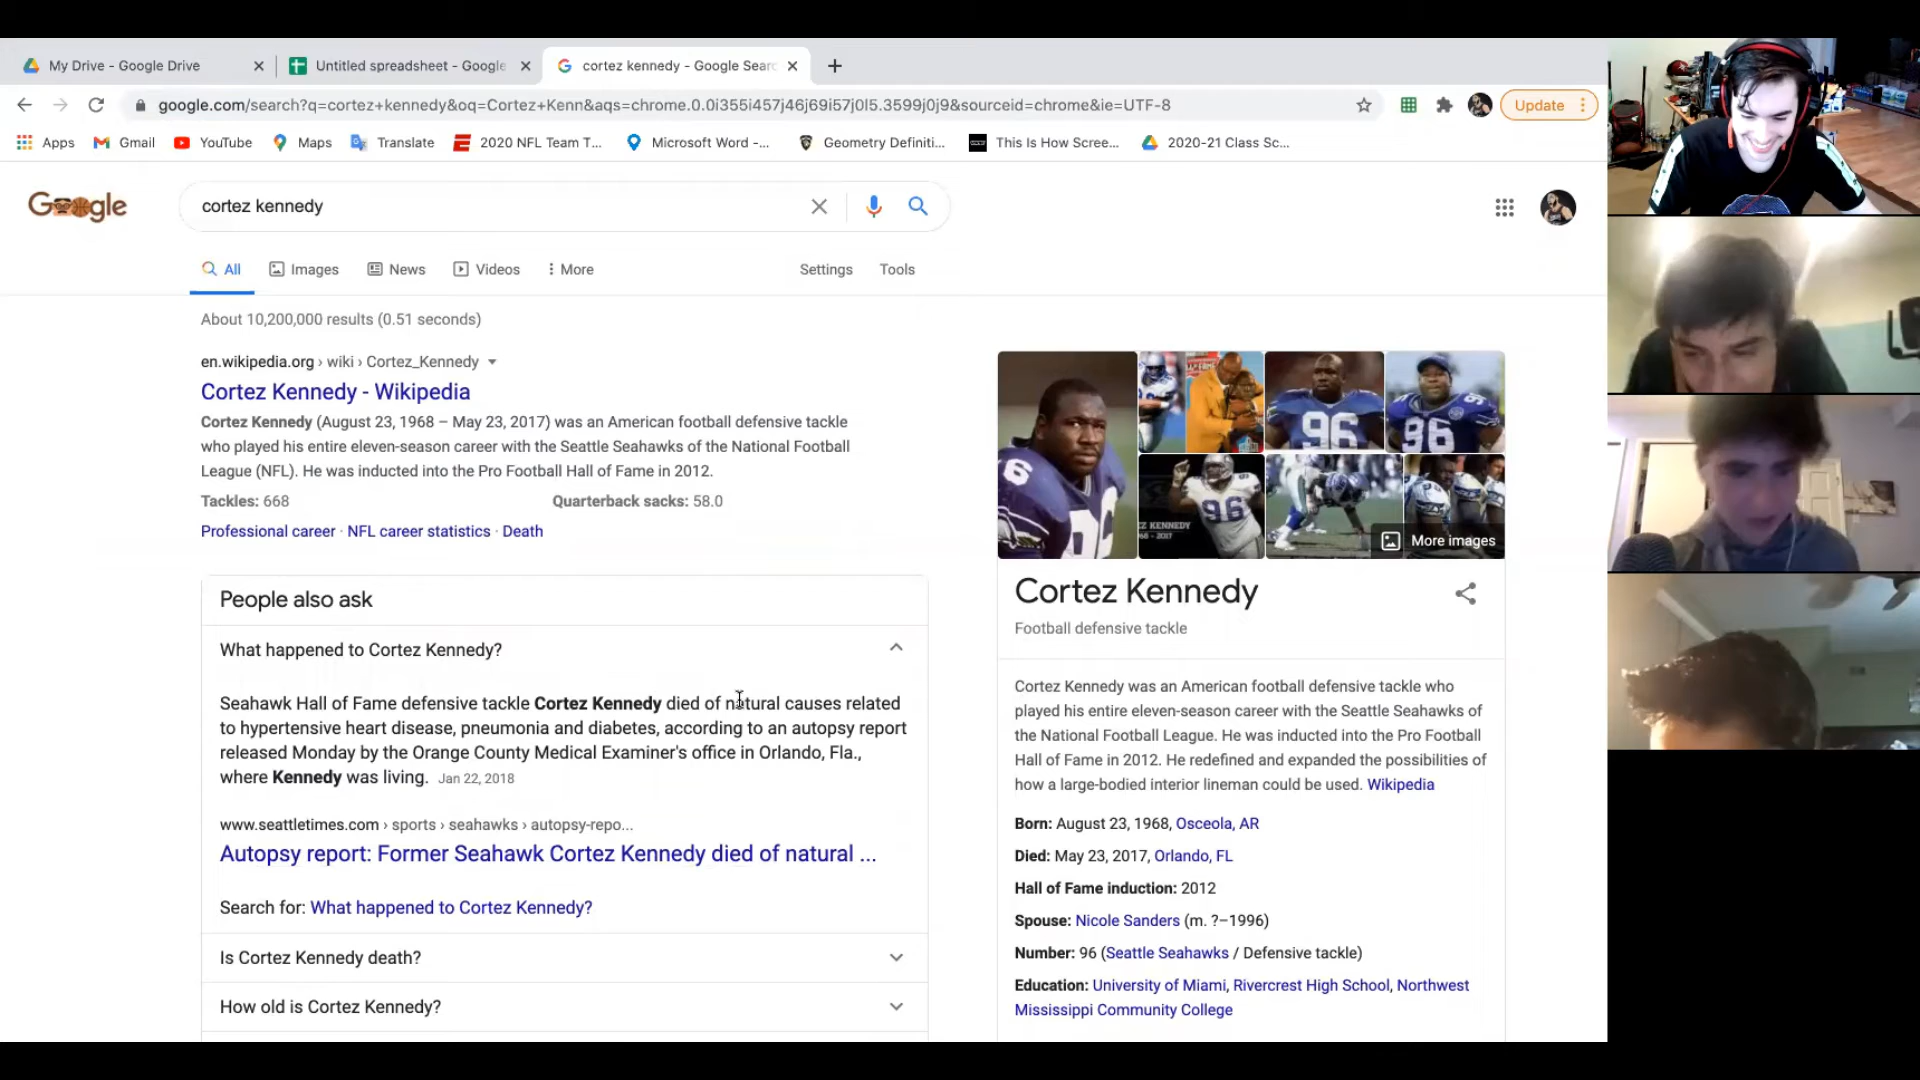 My Drive - Google Drive
Untitled spreadsheet - Google
cortez kennedy - Google Sear
google.com/search?q=cortez+kennedy&oq=Cortez+Kenn&aqs=chrome.0.0i355i457j46j69i57j0l5.3599j0j9&sourceid=chrome&ie=UTF-8
Update
Apps
Gmail
YouTube
Maps
Translate
2020 NFL Team T...
Microsoft Word -...
Geometry Definiti...
This Is How Scree...
2020-21 Class Sc...
Google
cortez kennedy
All
Images
News
Videos
More
Settings
Tools
About 10,200,000 results (0.51 seconds)
en.wikipedia.org › wiki › Cortez_Kennedy
Cortez Kennedy - Wikipedia
Cortez Kennedy (August 23, 1968 – May 23, 2017) was an American football defensive tackle
who played his entire eleven-season career with the Seattle Seahawks of the National Football
League (NFL). He was inducted into the Pro Football Hall of Fame in 2012.
Tackles: 668
Quarterback sacks: 58.0
Professional career · NFL career statistics · Death
People also ask
What happened to Cortez Kennedy?
Seahawk Hall of Fame defensive tackle Cortez Kennedy died of natural causes related
to hypertensive heart disease, pneumonia and diabetes, according to an autopsy report
released Monday by the Orange County Medical Examiner's office in Orlando, Fla.,
where Kennedy was living. Jan 22, 2018
www.seattletimes.com › sports › seahawks › autopsy-repo...
Autopsy report: Former Seahawk Cortez Kennedy died of natural ...
Search for: What happened to Cortez Kennedy?
Is Cortez Kennedy death?
How old is Cortez Kennedy?
6
96
96
96
KENNEDY
- 2017
More images
Cortez Kennedy
Football defensive tackle
Cortez Kennedy was an American football defensive tackle who
played his entire eleven-season career with the Seattle Seahawks of
the National Football League. He was inducted into the Pro Football
Hall of Fame in 2012. He redefined and expanded the possibilities of
how a large-bodied interior lineman could be used. Wikipedia
Born: August 23, 1968, Osceola, AR
Died: May 23, 2017, Orlando, FL
Hall of Fame induction: 2012
Spouse: Nicole Sanders (m. ?–1996)
Number: 96 (Seattle Seahawks / Defensive tackle)
Education: University of Miami, Rivercrest High School, Northwest
Mississippi Community College